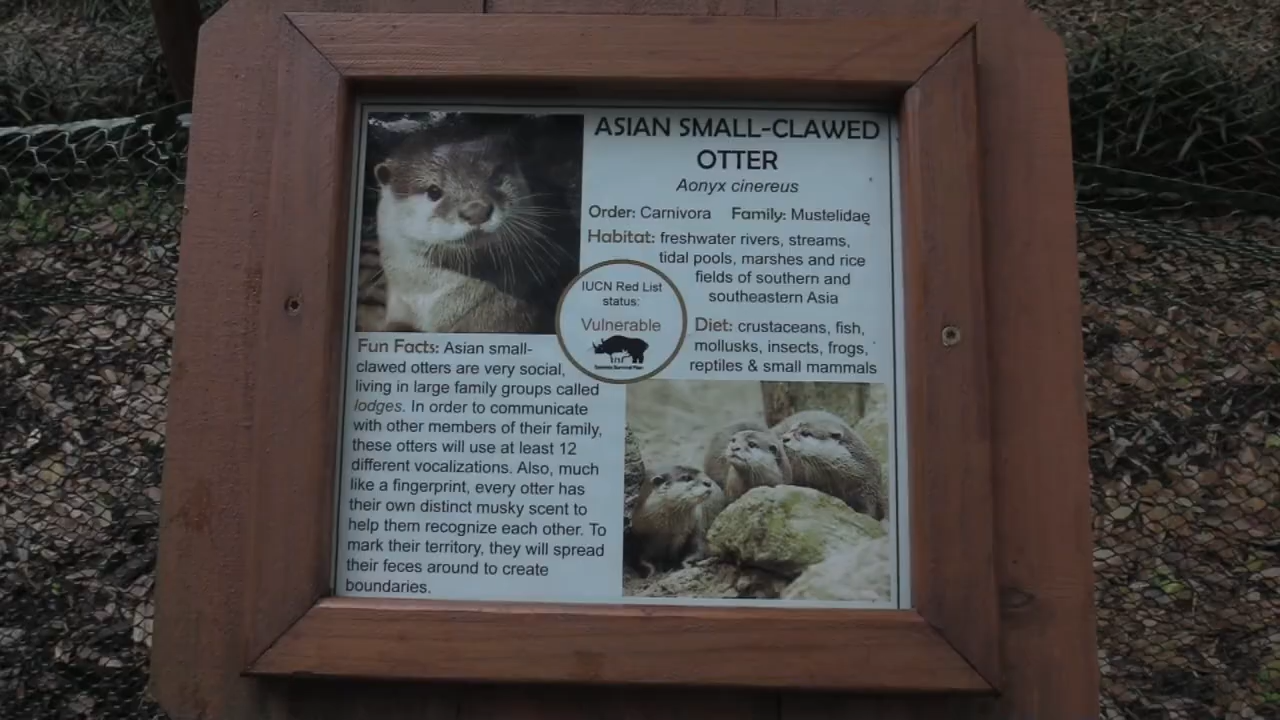 ASIAN SMALL-CLAWED
OTTER
Aonyx cinereus
Order: Carnivora Family: Mustelidae
Habitat: freshwater rivers, streams,
tidal pools, marshes and rice
fields of southern and
southeastern Asia
IUCN Red List
status:
Vulnerable
Species Survival Plan
Diet: crustaceans, fish,
mollusks, insects, frogs,
reptiles & small mammals
Fun Facts: Asian small-
clawed otters are very social,
living in large family groups called
lodges. In order to communicate
with other members of their family,
these otters will use at least 12
different vocalizations. Also, much
like a fingerprint, every otter has
their own distinct musky scent to
help them recognize each other. To
mark their territory, they will spread
their feces around to create
boundaries.